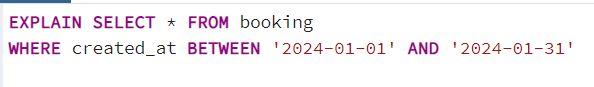 EXPLAIN SELECT * FROM booking
WHERE created_at BETWEEN '2024-01-01' AND '2024-01-31'